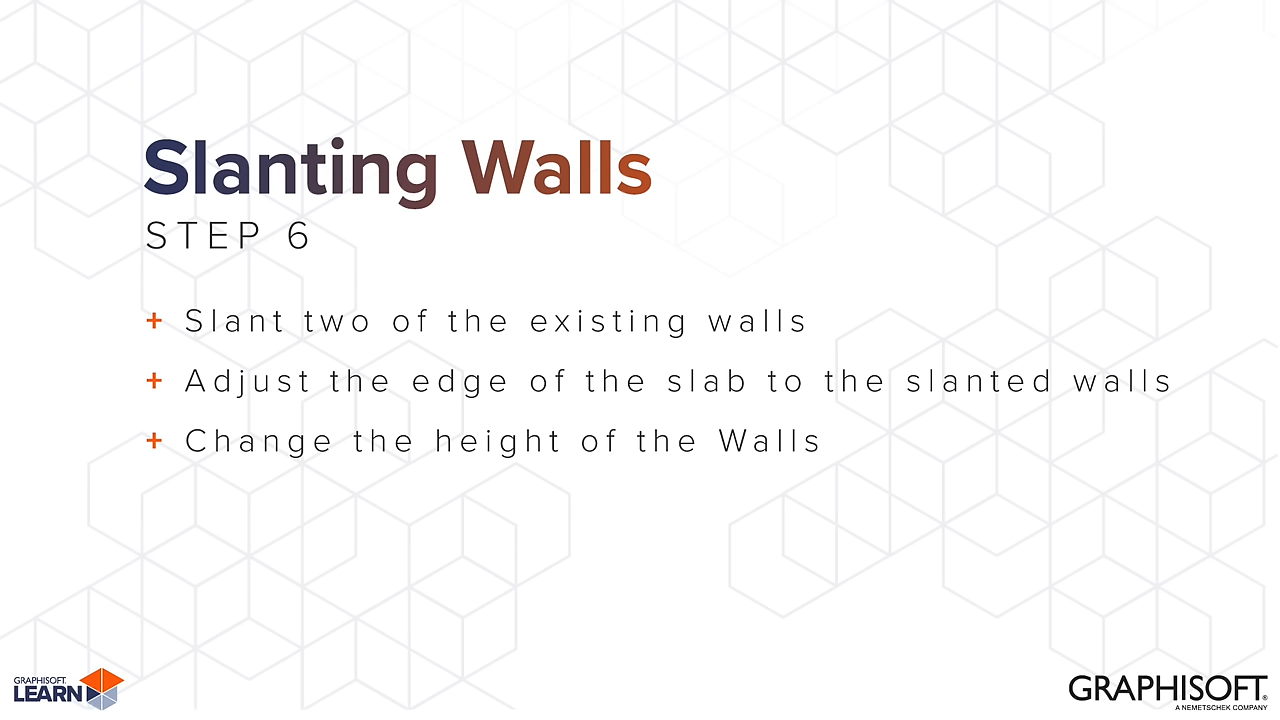 Slanting Walls
STEP 6
+ Slant two of the existing walls
+ Adjust the edge of the slab to the slanted walls
+ Change the height of the Walls
GRAPHISOFT.
LEARN
GRAPHISOFT®
A NEMETSCHEK COMPANY